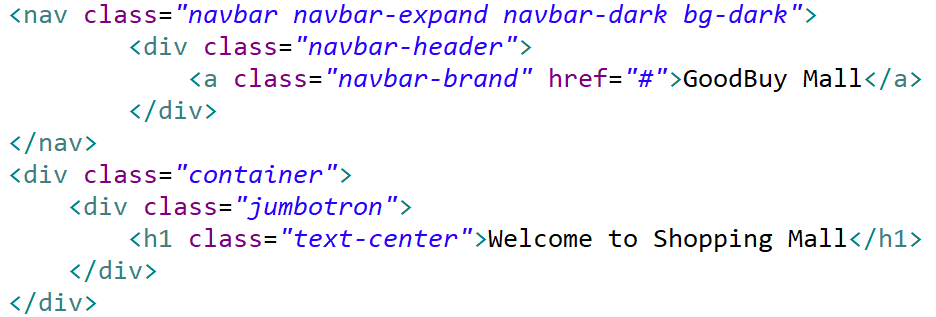 <nav class="navbar navbar-expand navbar-dark bg-dark">
<div class="navbar-header">
<a class="navbar-brand" href="#">GoodBuy Mall</a>
</div>
</nav>
<div class="container">
<div class="jumbotron">
<h1 class="text-center">Welcome to Shopping Mall</h1>
</div>
</div>